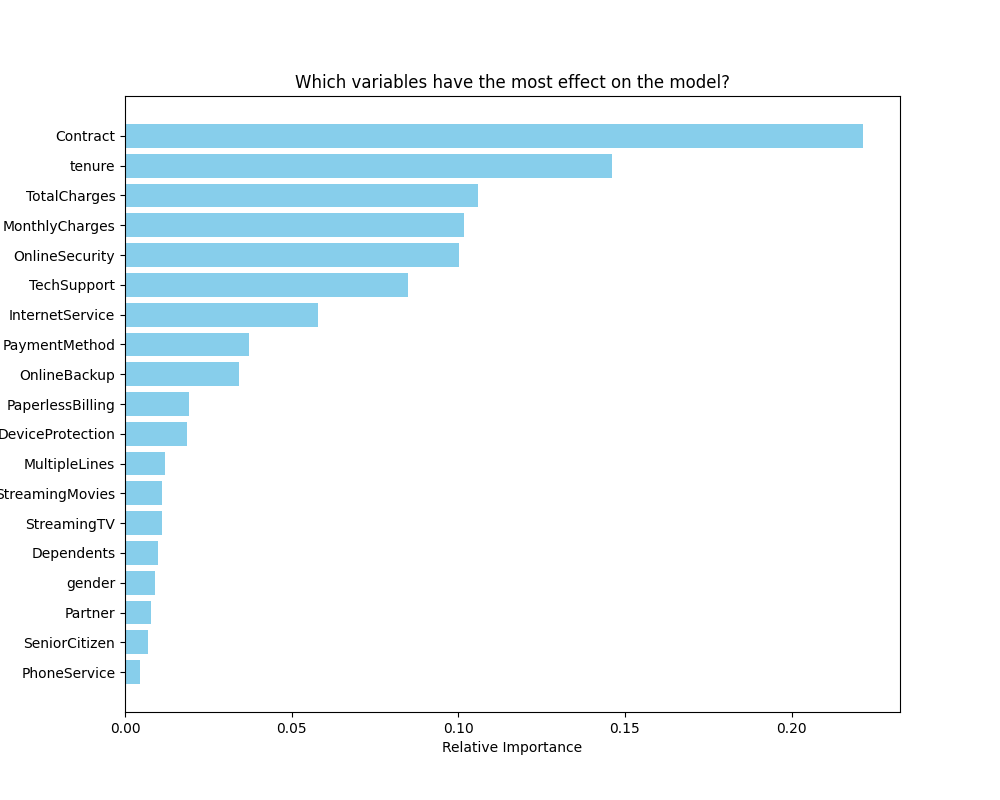 Which variables have the most effect on the model?
Contract
tenure
TotalCharges
MonthlyCharges
OnlineSecurity
TechSupport
InternetService
PaymentMethod
OnlineBackup
PaperlessBilling
DeviceProtection
MultipleLines
StreamingMovies
StreamingTV
Dependents
gender
Partner
SeniorCitizen
PhoneService
0.00 0.05 0.10 0.15 0.20
Relative Importance